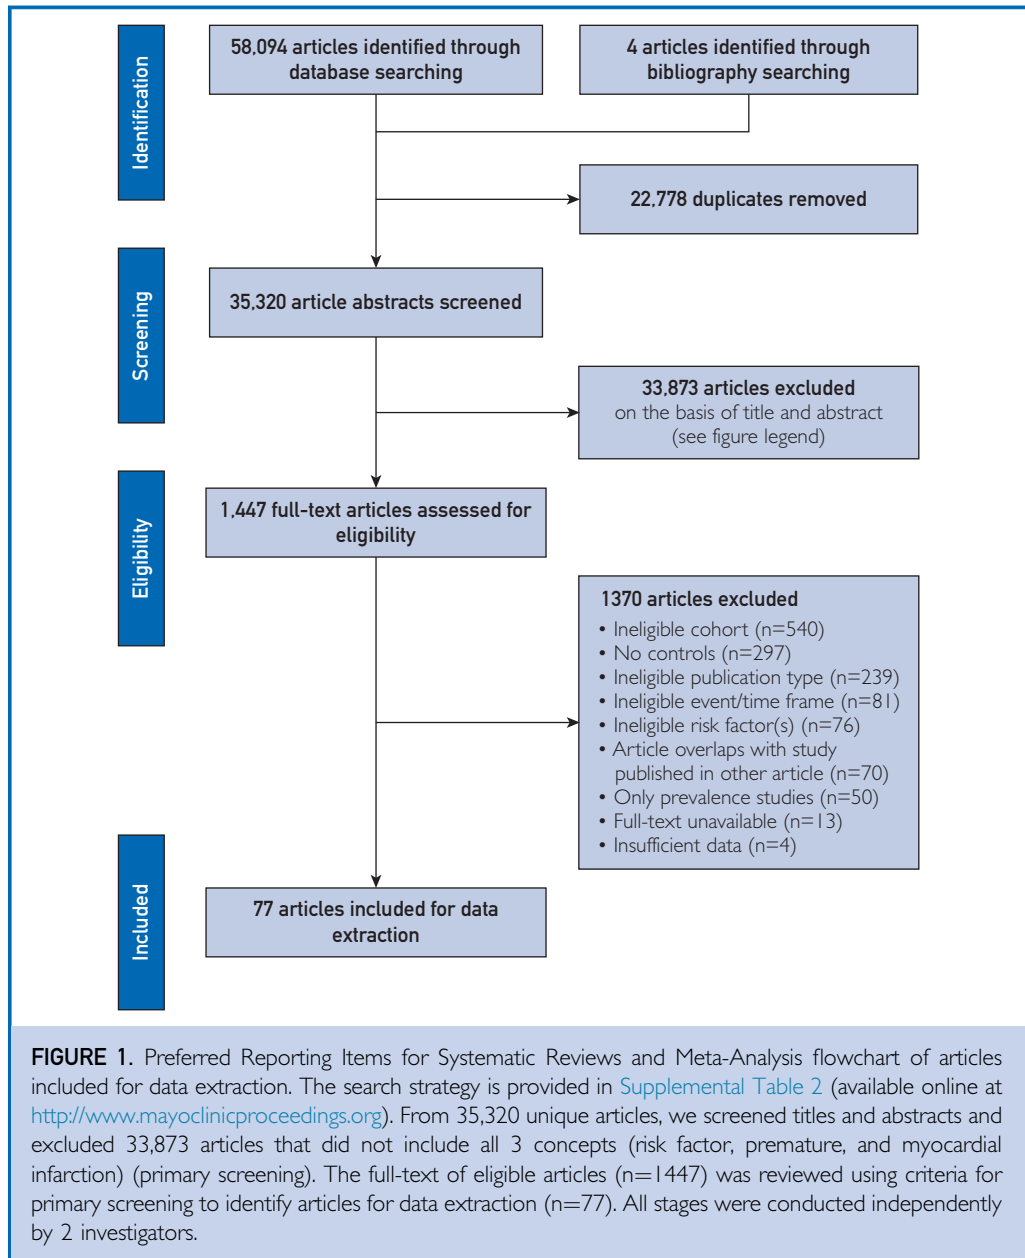 Identification
58,094 articles identified through
database searching
4 articles identified through
bibliography searching
22,778 duplicates removed
Screening
35,320 article abstracts screened
33,873 articles excluded
on the basis of title and abstract
(see figure legend)
Eligibility
1,447 full-text articles assessed for
eligibility
1370 articles excluded
• Ineligible cohort (n=540)
• No controls (n=297)
• Ineligible publication type (n=239)
• Ineligible event/time frame (n=81)
• Ineligible risk factor(s) (n=76)
• Article overlaps with study
published in other article (n=70)
• Only prevalence studies (n=50)
• Full-text unavailable (n=13)
• Insufficient data (n=4)
Included
77 articles included for data
extraction
FIGURE 1. Preferred Reporting Items for Systematic Reviews and Meta-Analysis flowchart of articles
included for data extraction. The search strategy is provided in Supplemental Table 2 (available online at
http://www.mayoclinicproceedings.org). From 35,320 unique articles, we screened titles and abstracts and
excluded 33,873 articles that did not include all 3 concepts (risk factor, premature, and myocardial
infarction) (primary screening). The full-text of eligible articles (n=1447) was reviewed using criteria for
primary screening to identify articles for data extraction (n=77). All stages were conducted independently
by 2 investigators.